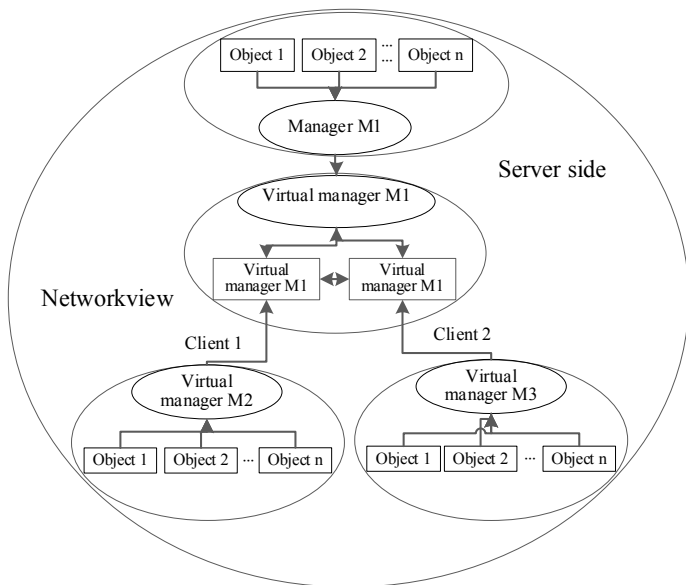 Object 1 Object 2 ... ... Object n
Manager M1
Server side
Virtual manager M1
Virtual
manager M1
Virtual
manager M1
Networkview
Client 1
Client 2
Virtual
manager M2
Virtual
manager M3
Object 1 Object 2 ... Object n
Object 1 Object 2 ... Object n